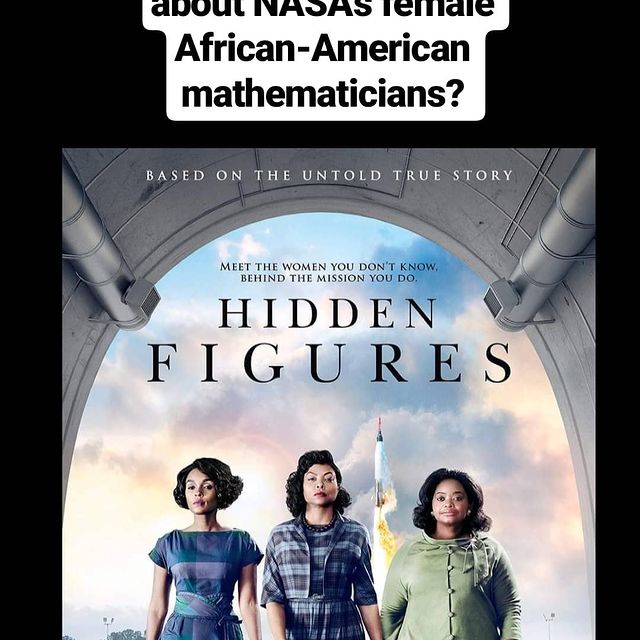 about NASAs female
African-American
mathematicians?
BASED ON THE UNTOLD TRUE STORY
MEET THE WOMEN YOU DON'T KNOW,
BEHIND THE MISSION YOU DO.
HIDDEN
FIGURES